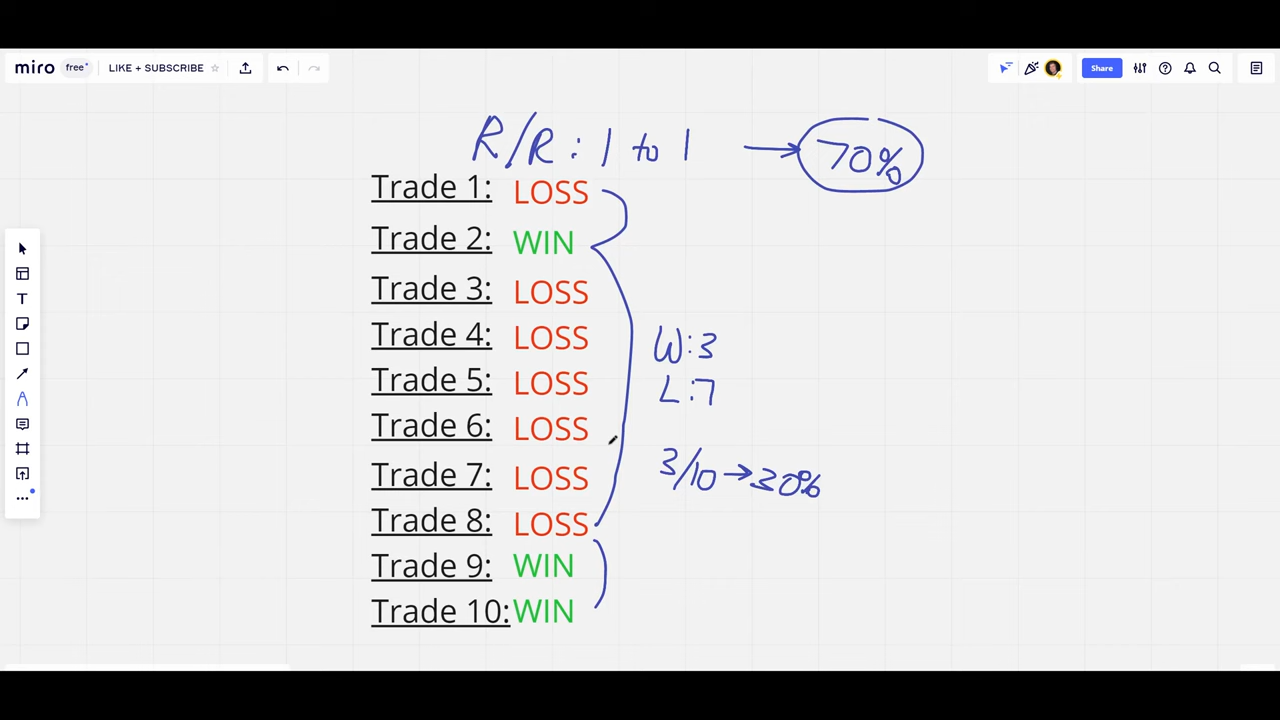 miro free LIKE + SUBSCRIBE Share
R/R: 1 to 1 → 70%
Trade 1: LOSS
Trade 2: WIN
Trade 3: LOSS
Trade 4: LOSS
W: 3
Trade 5: LOSS
L: 7
Trade 6: LOSS
Trade 7: LOSS
3/10 → 30%
Trade 8: LOSS
Trade 9: WIN
Trade 10: WIN